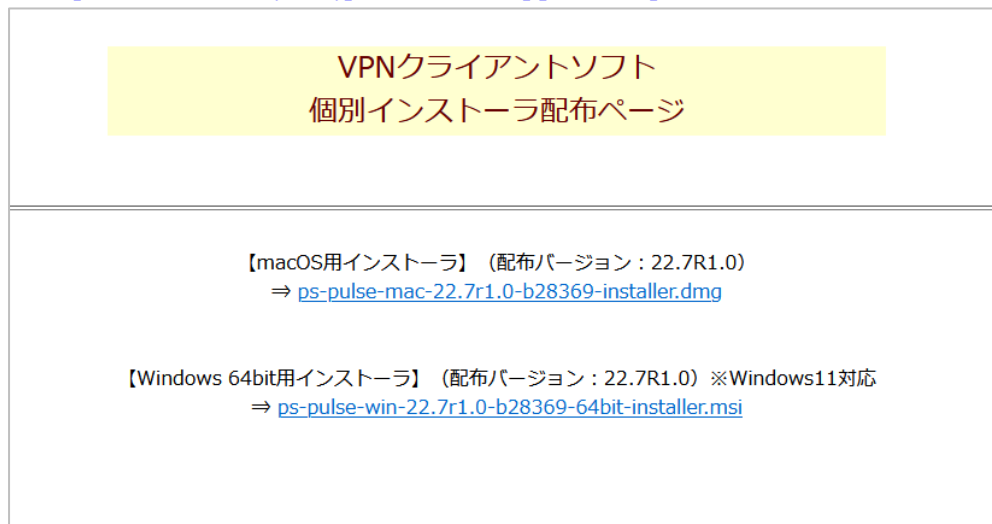 VPNクライアントソフト
個別インストーラ配布ページ
【macOS用インストーラ】（配布バージョン：22.7R1.0）
⇒ ps-pulse-mac-22.7r1.0-b28369-installer.dmg
【Windows 64bit用インストーラ】（配布バージョン：22.7R1.0）※Windows11対応
⇒ ps-pulse-win-22.7r1.0-b28369-64bit-installer.msi